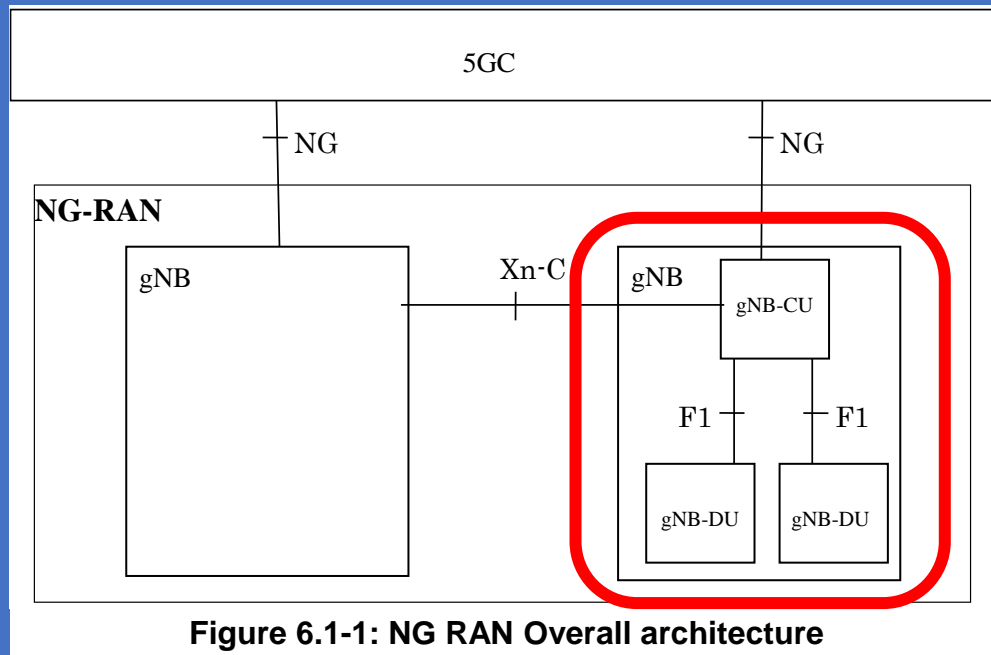 5GC
NG NG
NG-RAN
gNB Xn-C gNB
gNB-CU
F1 F1
gNB-DU gNB-DU
Figure 6.1-1: NG RAN Overall architecture